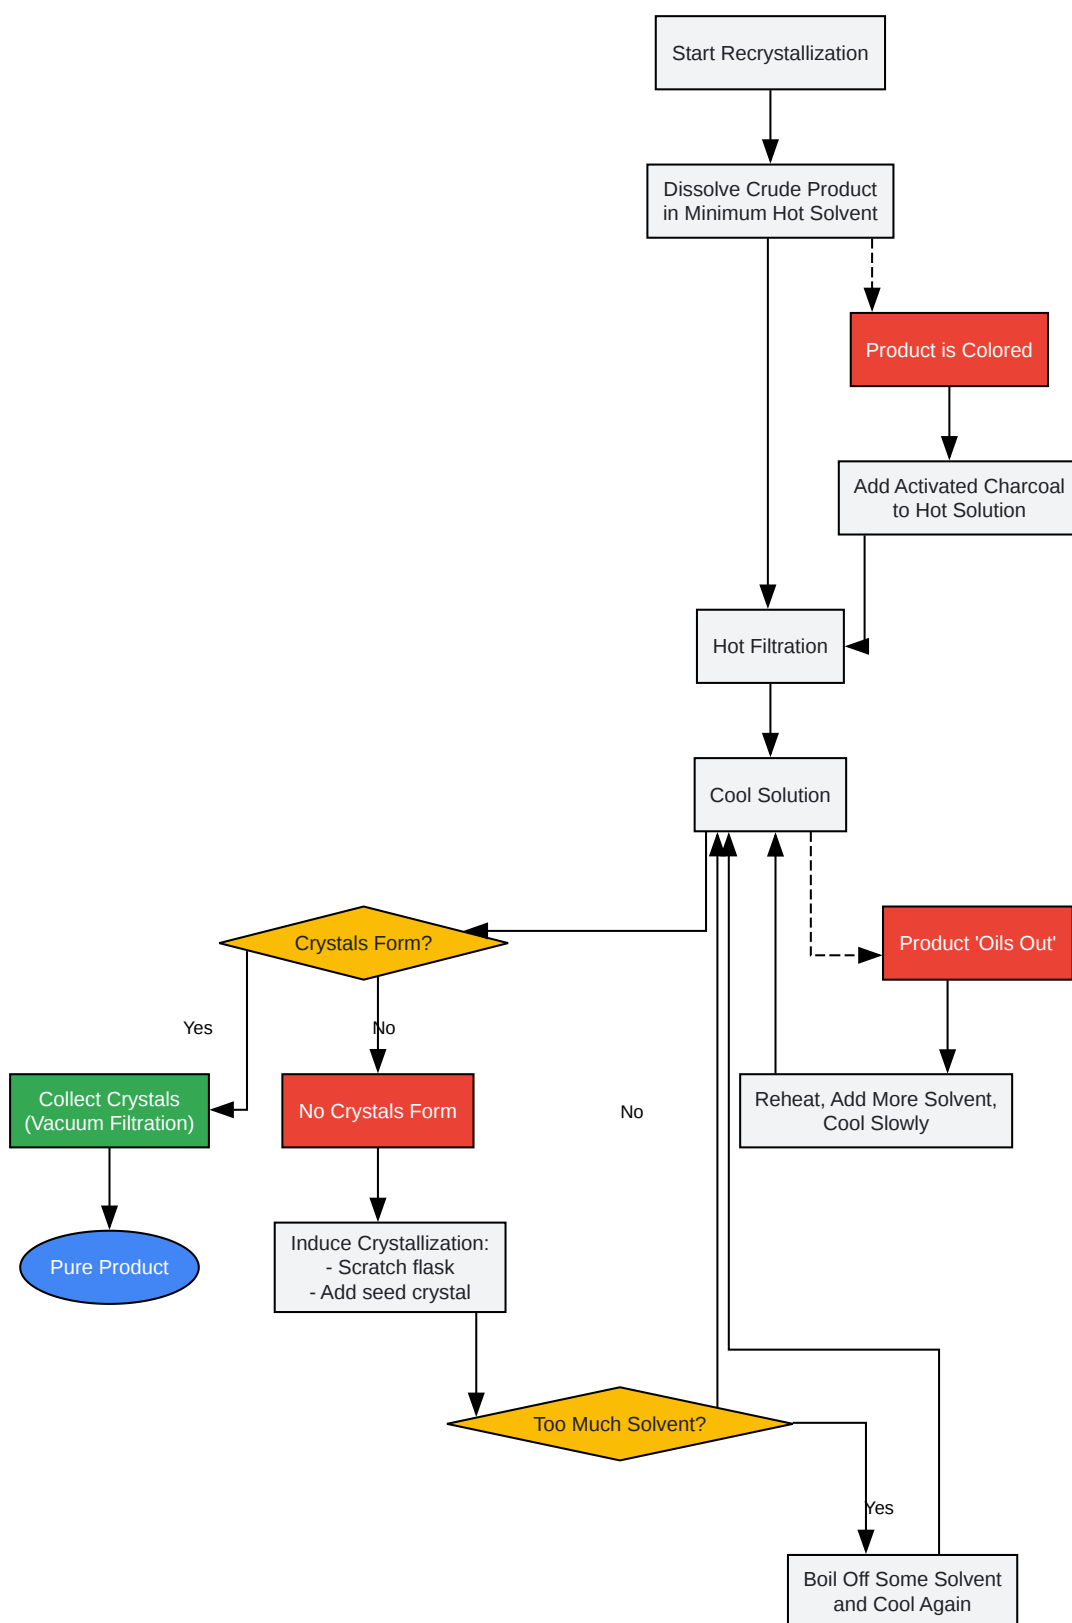 Start Recrystallization
Dissolve Crude Product
in Minimum Hot Solvent
Product is Colored
Add Activated Charcoal
to Hot Solution
Hot Filtration
Cool Solution
Crystals Form?
Product 'Oils Out'
Yes
No
Collect Crystals
(Vacuum Filtration)
No Crystals Form
No
Reheat, Add More Solvent,
Cool Slowly
Pure Product
Induce Crystallization:
- Scratch flask
- Add seed crystal
Too Much Solvent?
Yes
Boil Off Some Solvent
and Cool Again